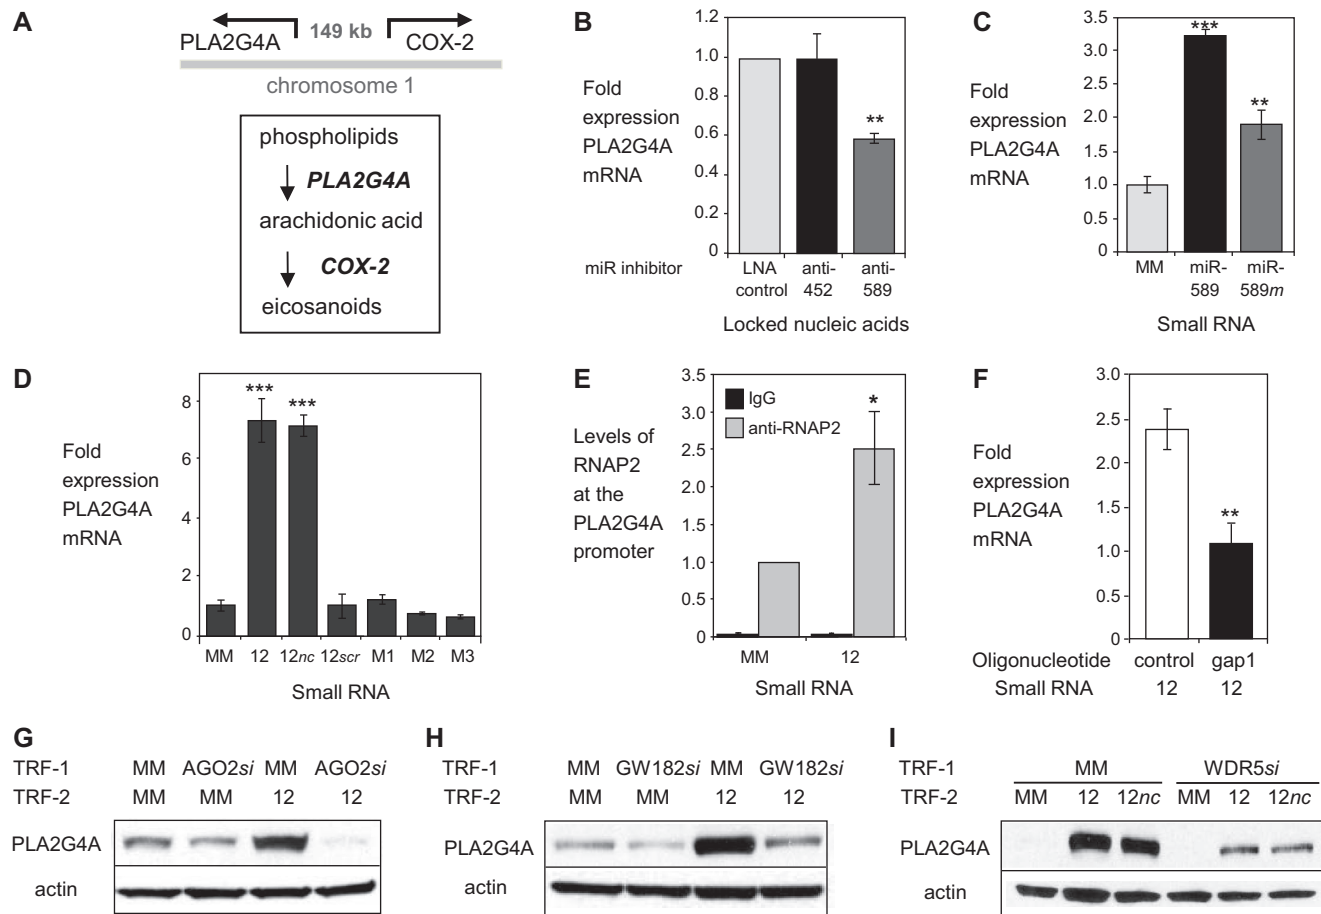 A
PLA2G4A
149 kb
COX-2
chromosome 1
phospholipids
PLA2G4A
arachidonic acid
COX-2
eicosanoids
B
Fold
expression
PLA2G4A
mRNA
1.2
1.0
0.8
0.6
0.4
0.2
0
**
miR inhibitor
LNA
control
anti-
452
anti-
589
Locked nucleic acids
C
Fold
expression
PLA2G4A
mRNA
3.5
3.0
2.5
2.0
1.5
1.0
0.5
0
***
**
MM
miR-
589
miR-
589m
Small RNA
D
Fold
expression
PLA2G4A
mRNA
8
6
4
2
0
***
***
MM 12 12nc 12scr M1 M2 M3
Small RNA
E
Levels of
RNAP2
at the
PLA2G4A
promoter
3.5
3.0
2.5
2.0
1.5
1.0
0.5
0
IgG
anti-RNAP2
*
MM 12
Small RNA
F
Fold
expression
PLA2G4A
mRNA
3.0
2.5
2.0
1.5
1.0
0.5
0
**
Oligonucleotide control gap1
Small RNA 12 12
G
TRF-1 MM AGO2si MM AGO2si
TRF-2 MM MM 12 12
PLA2G4A
actin
H
TRF-1 MM GW182si MM GW182si
TRF-2 MM MM 12 12
PLA2G4A
actin
I
TRF-1 MM WDR5si
TRF-2 MM 12 12nc MM 12 12nc
PLA2G4A
actin